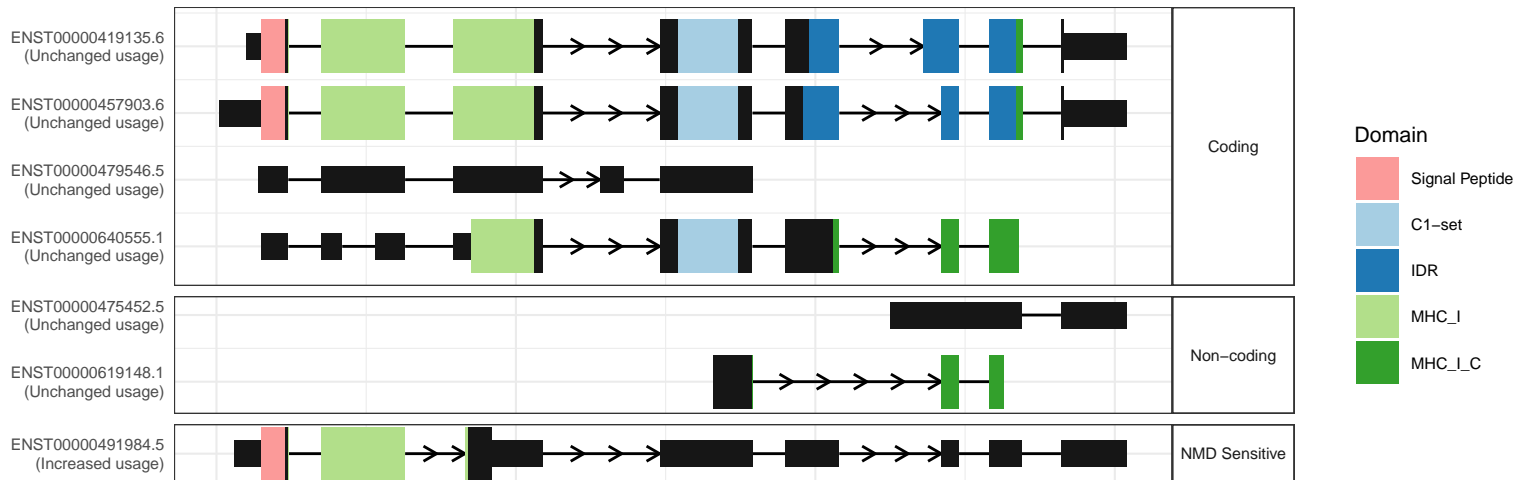 ENST00000419135.6
(Unchanged usage)
ENST00000457903.6
(Unchanged usage)
ENST00000479546.5
(Unchanged usage)
ENST00000640555.1
(Unchanged usage)
Coding
ENST00000475452.5
(Unchanged usage)
ENST00000619148.1
(Unchanged usage)
Non−coding
ENST00000491984.5
(Increased usage)
NMD Sensitive
Domain
Signal Peptide
C1−set
IDR
MHC_I
MHC_I_C